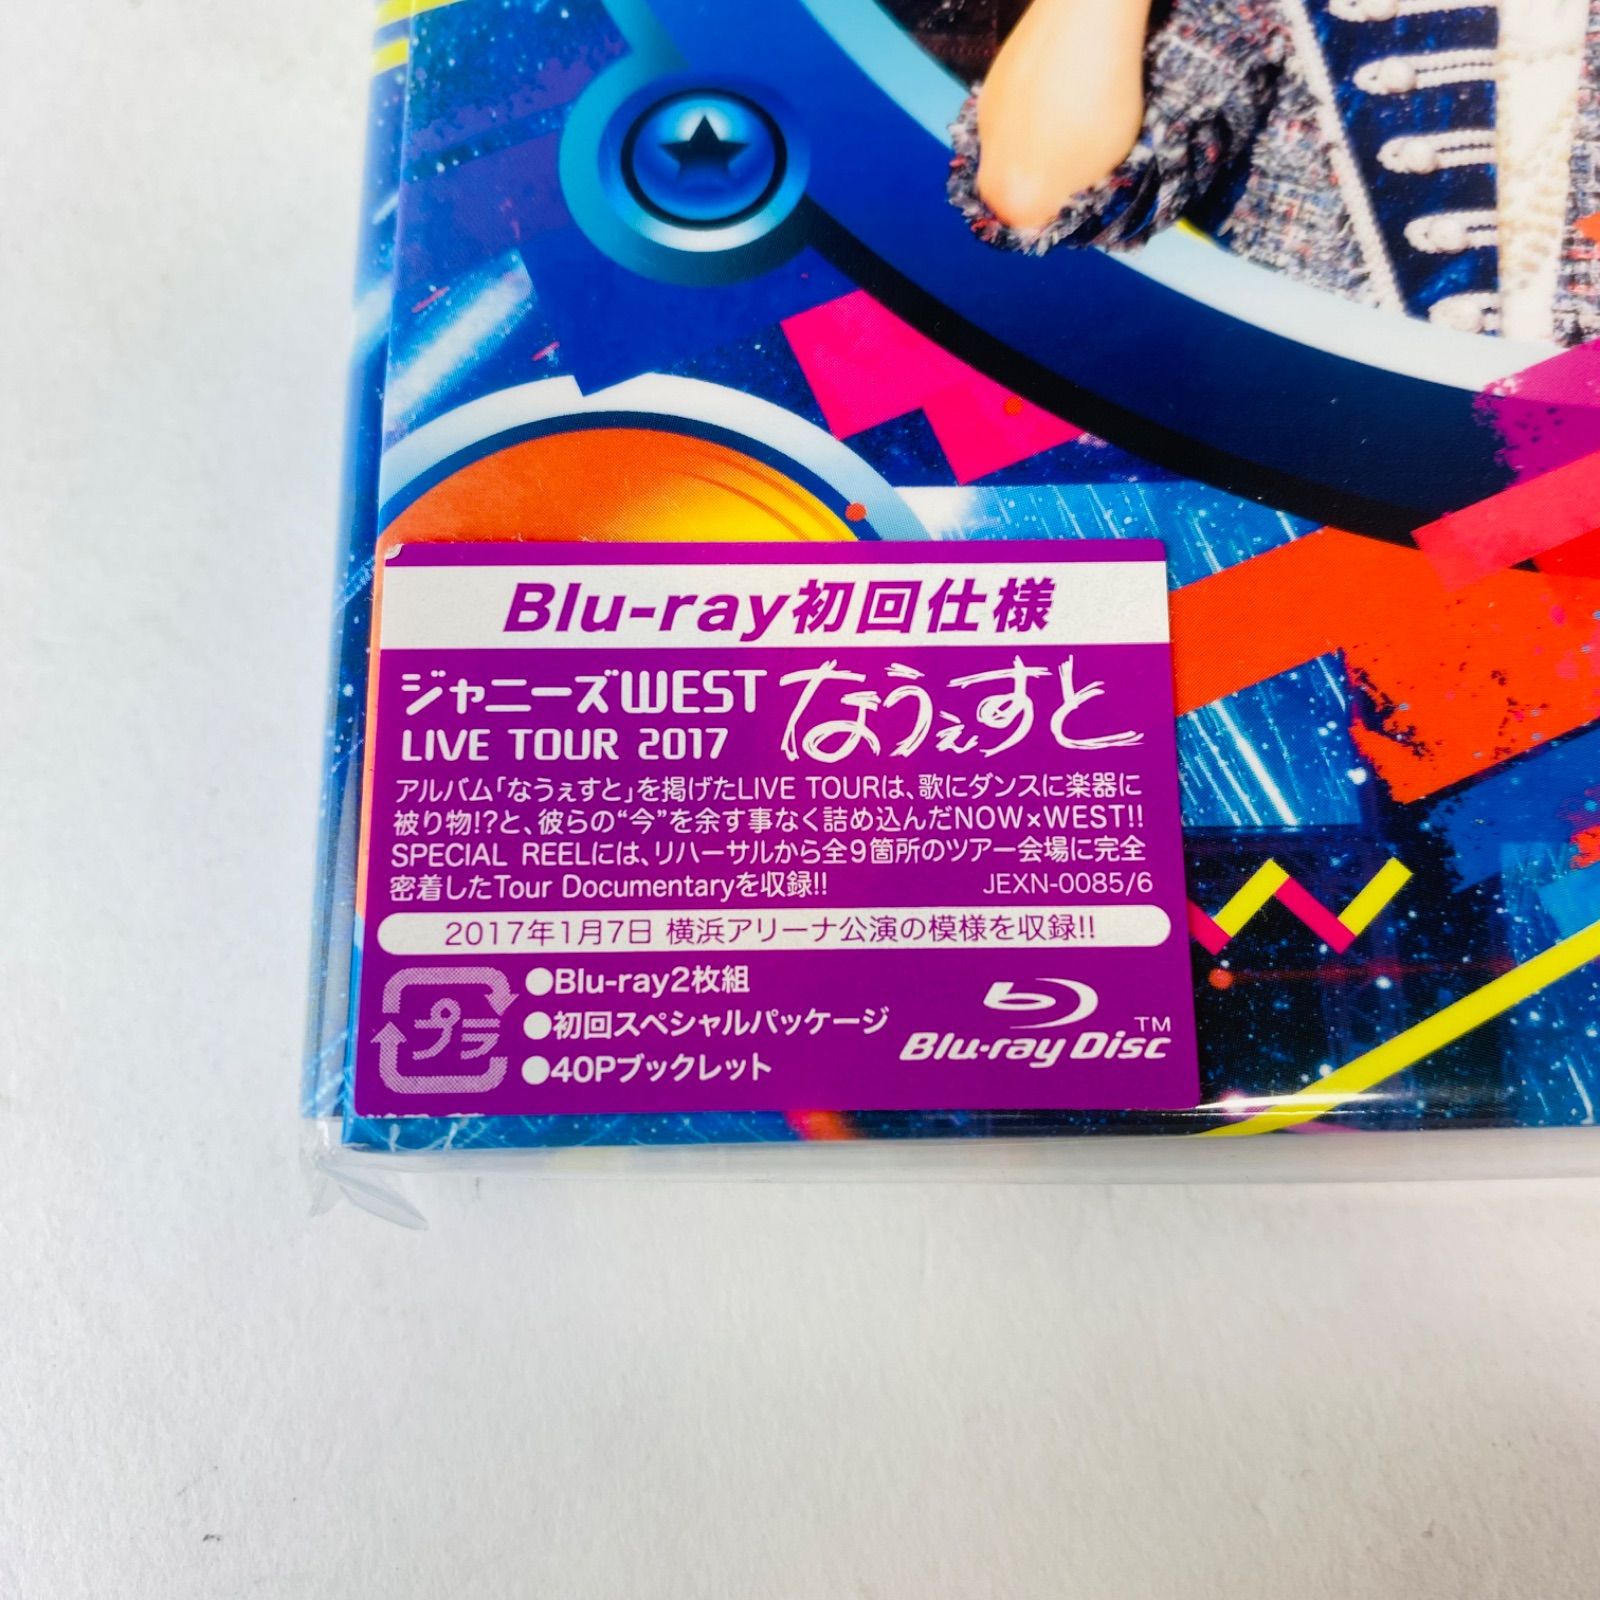 Blu-ray初回仕様
ジャニーズWEST
LIVE TOUR 2017
なうぇすと
アルバム「なうぇすと」を掲げたLIVE TOURは、歌にダンスに楽器に
被り物!?と、彼らの“今”を余す事なく詰め込んだNOW×WEST!!
SPECIAL REELには、リハーサルから全9箇所のツアー会場に完全
密着したTour Documentaryを収録!! JEXN-0085/6
2017年1月7日 横浜アリーナ公演の模様を収録!!
プラ
●Blu-ray2枚組
●初回スペシャルパッケージ
●40Pブックレット
Blu-ray Disc™